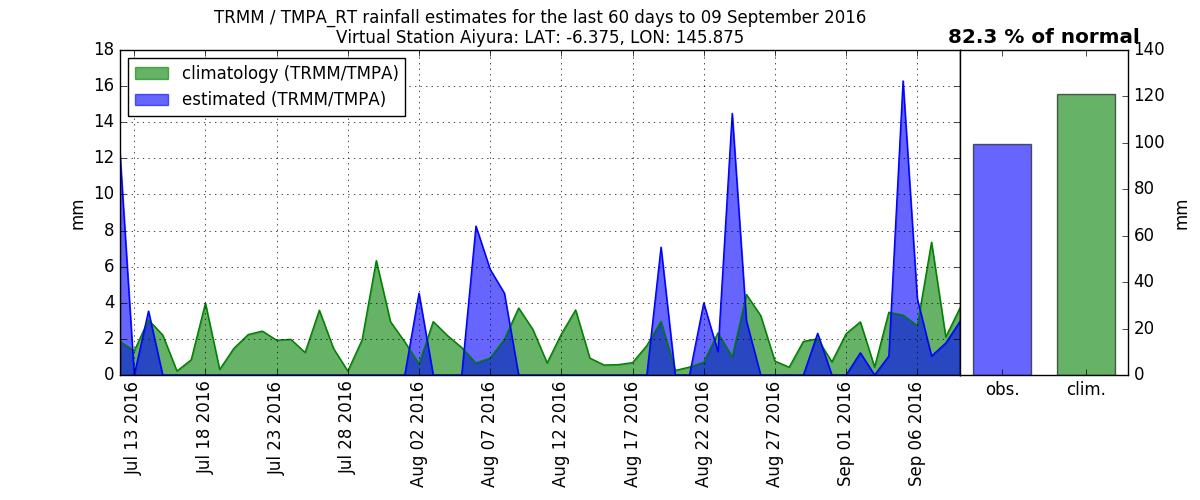 TRMM / TMPA_RT rainfall estimates for the last 60 days to 09 September 2016
Virtual Station Aiyura: LAT: -6.375, LON: 145.875
82.3 % of normal
climatology (TRMM/TMPA)
estimated (TRMM/TMPA)
18
16
14
12
10
8
6
4
2
0
mm
Jul 13 2016
Jul 18 2016
Jul 23 2016
Jul 28 2016
Aug 02 2016
Aug 07 2016
Aug 12 2016
Aug 17 2016
Aug 22 2016
Aug 27 2016
Sep 01 2016
Sep 06 2016
140
120
100
80
60
40
20
0
mm
obs.
clim.